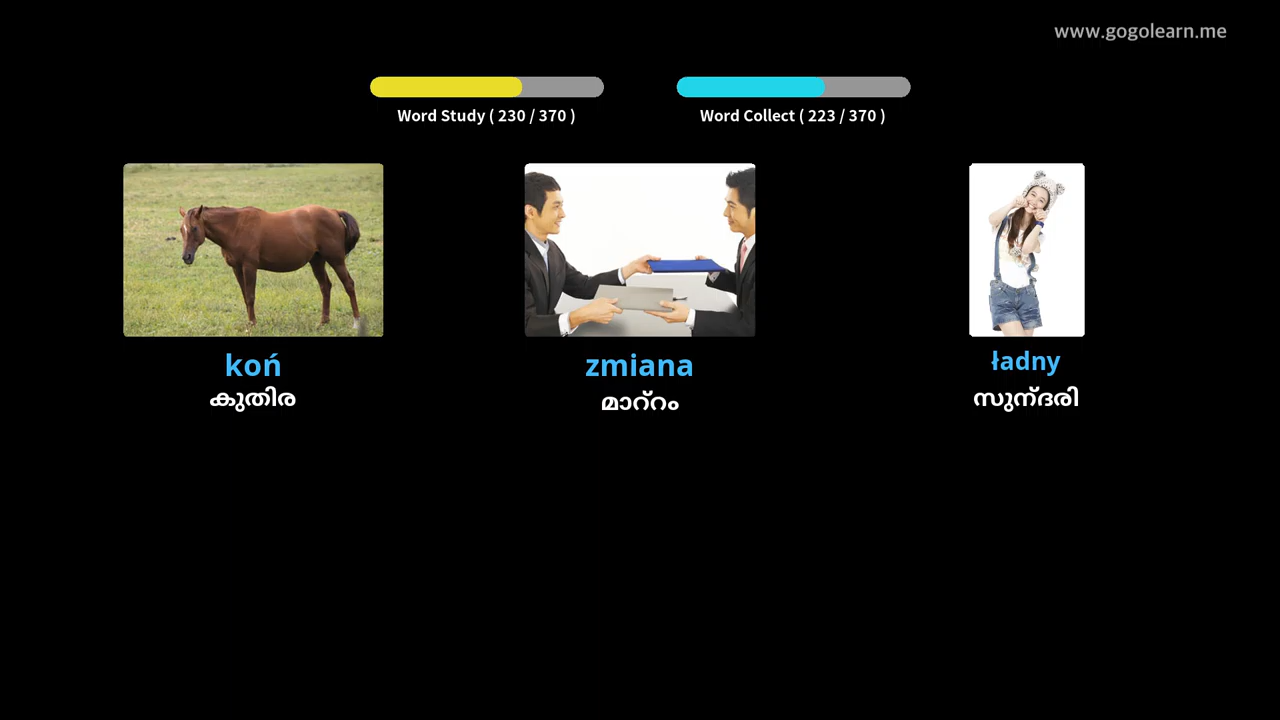 www.gogolearn.me
Word Study ( 230 / 370 )
Word Collect ( 223 / 370 )
koń
കുതിര
zmiana
മാറ്റം
ładny
സുന്ദരി